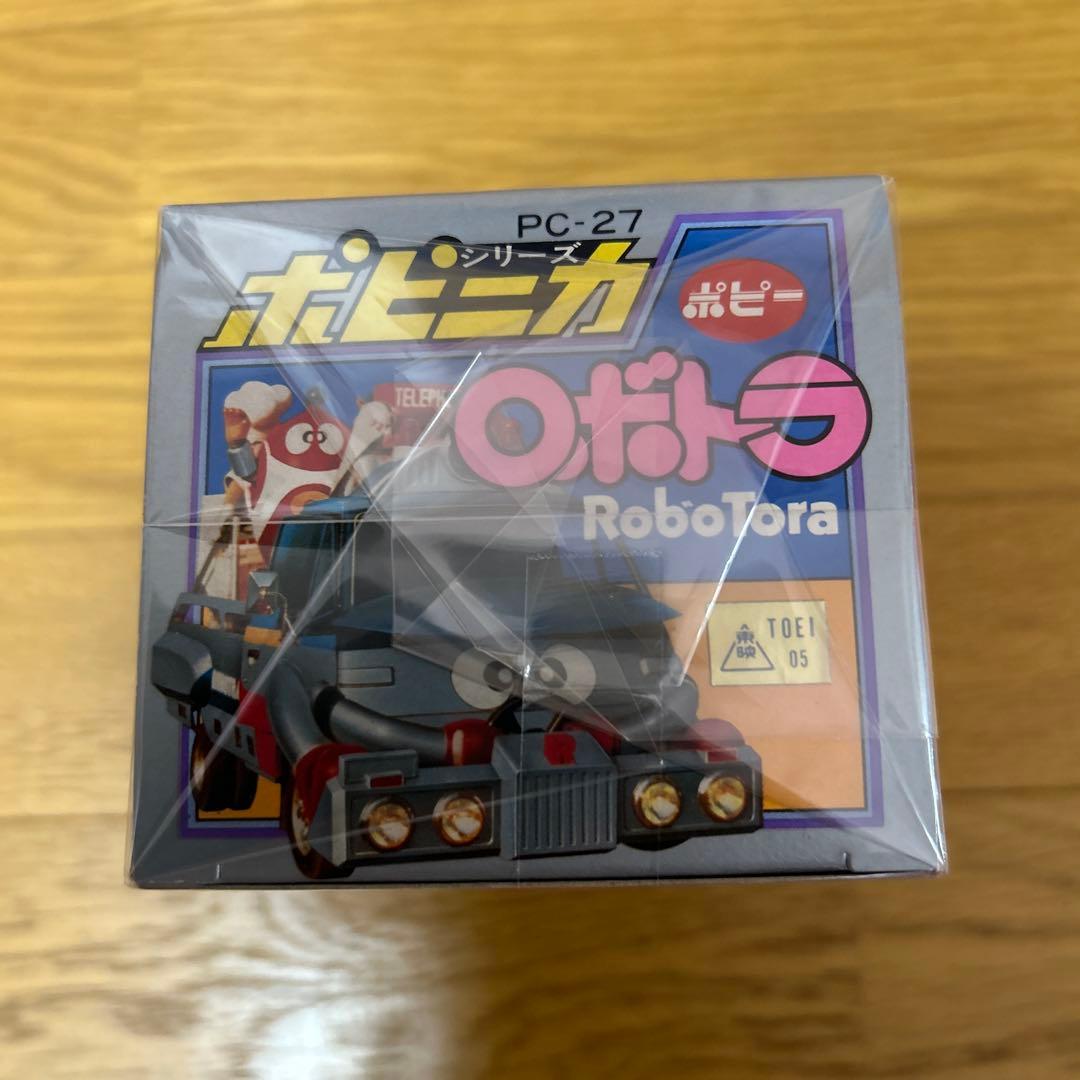 PC-27
ポピニカ
シリーズ
ポピー
TELEPH
ロボトラ
RoboTora
東映
TOEI
05
R